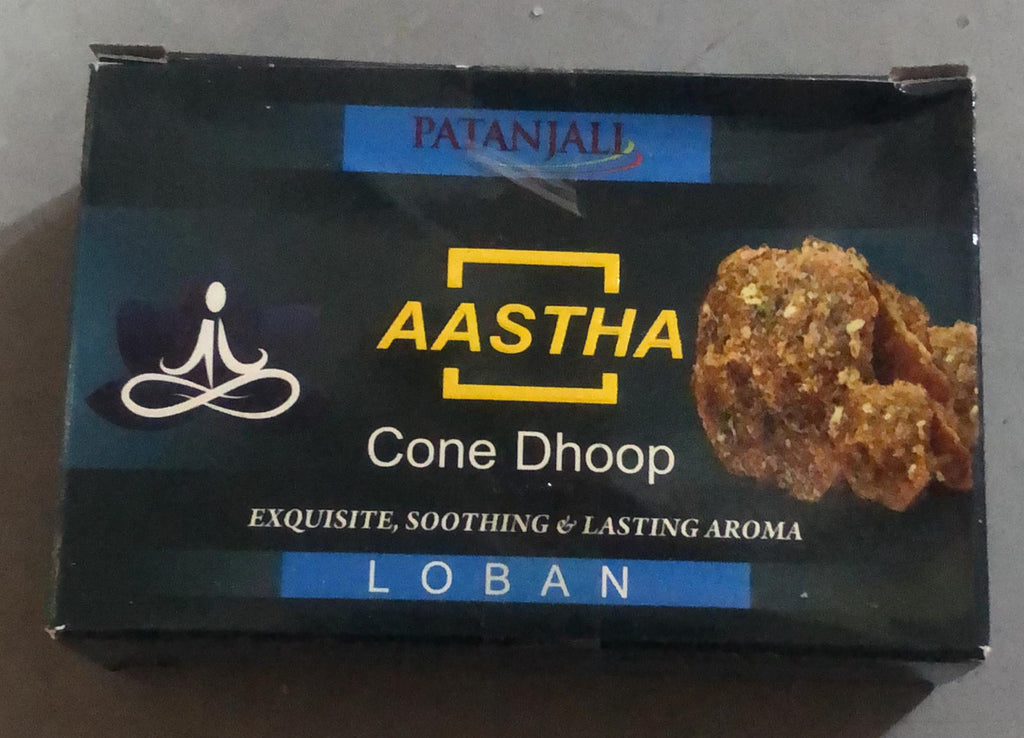 PATANJALI
AASTHA
Cone Dhoop
EXQUISITE, SOOTHING & LASTING AROMA
LOBAN